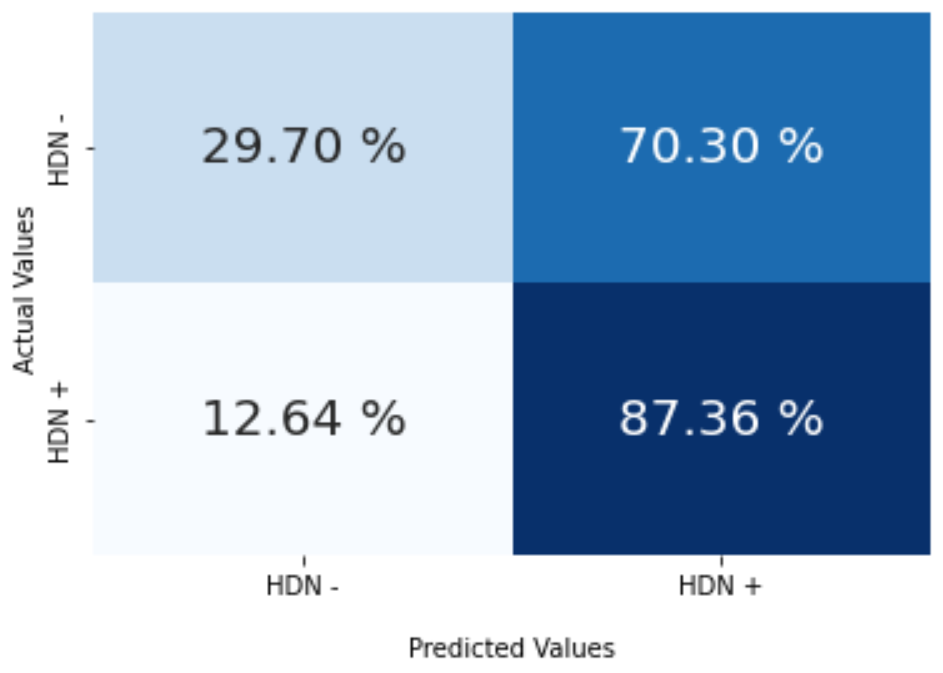 Actual Values
HDN -
29.70 %
70.30 %
HDN +
12.64 %
87.36 %
HDN -
HDN +
Predicted Values